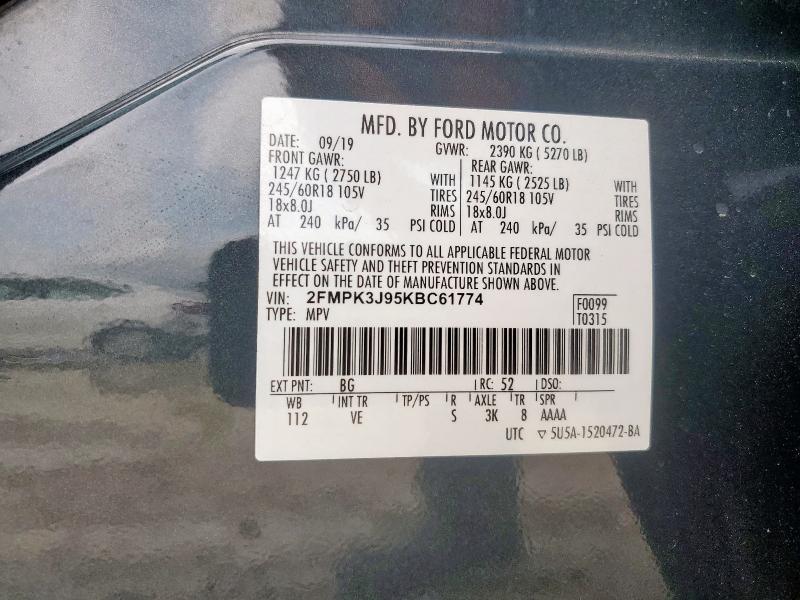 MFD. BY FORD MOTOR CO.
DATE: 09/19 GVWR: 2390 KG ( 5270 LB)
FRONT GAWR: REAR GAWR:
1247 KG ( 2750 LB) WITH 1145 KG ( 2525 LB) WITH
245/60R18 105V TIRES 245/60R18 105V TIRES
18x8.0J RIMS 18x8.0J RIMS
AT 240 kPa/ 35 PSI COLD AT 240 kPa/ 35 PSI COLD
THIS VEHICLE CONFORMS TO ALL APPLICABLE FEDERAL MOTOR
VEHICLE SAFETY AND THEFT PREVENTION STANDARDS IN
EFFECT ON THE DATE OF MANUFACTURE SHOWN ABOVE.
VIN: 2FMPK3J95KBC61774 F0099
TYPE: MPV T0315
EXT PNT: BG RC: 52 DSO:
WB INT TR TP/PS R AXLE TR SPR
112 VE S 3K 8 AAAA
UTC ▽ 5U5A-1520472-BA